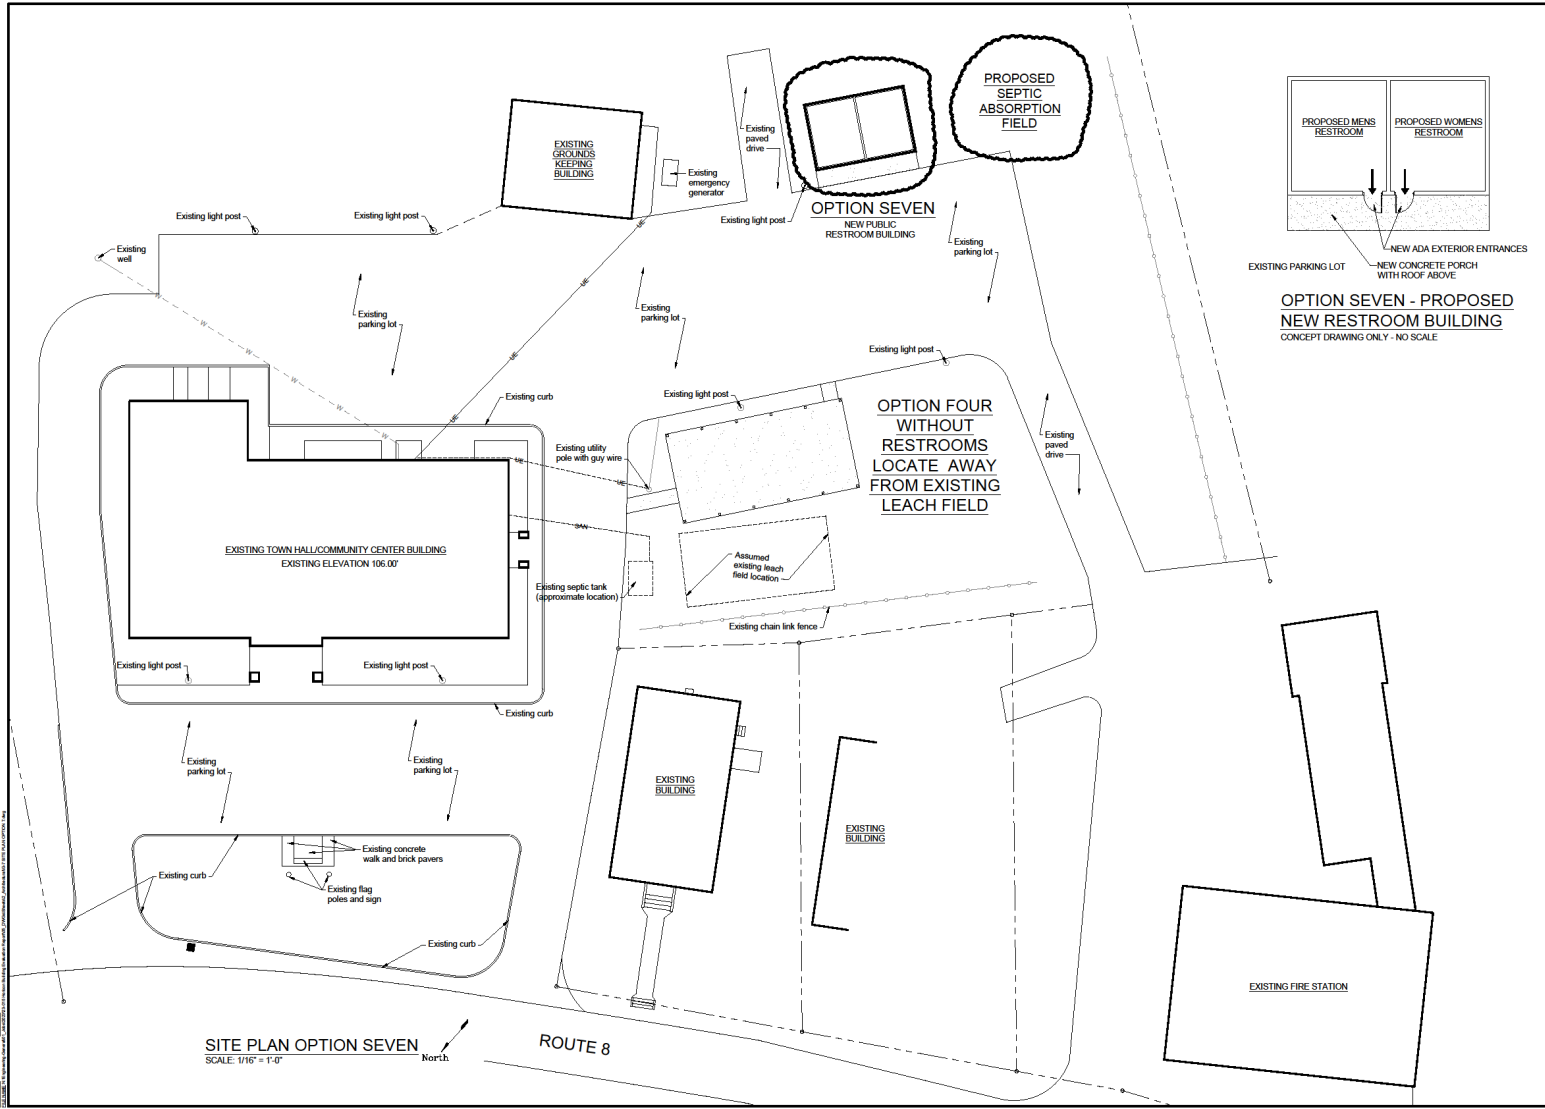 PROPOSED
SEPTIC
ABSORPTION
FIELD
EXISTING
GROUNDS
KEEPING
BUILDING
Existing
paved
drive
Existing
emergency
generator
Existing light post
OPTION SEVEN
NEW PUBLIC
RESTROOM BUILDING
Existing
parking lot
PROPOSED MENS
RESTROOM
PROPOSED WOMENS
RESTROOM
NEW ADA EXTERIOR ENTRANCES
EXISTING PARKING LOT
NEW CONCRETE PORCH
WITH ROOF ABOVE
OPTION SEVEN - PROPOSED
NEW RESTROOM BUILDING
CONCEPT DRAWING ONLY - NO SCALE
Existing light post
Existing light post
Existing
well
UE
UE
UE
UE
W
W
W
W
W
Existing
parking lot
Existing
parking lot
Existing light post
Existing light post
Existing curb
OPTION FOUR
WITHOUT
RESTROOMS
LOCATE AWAY
FROM EXISTING
LEACH FIELD
Existing
paved
drive
Existing utility
pole with guy wire
UE
UE
SAN
EXISTING TOWN HALL/COMMUNITY CENTER BUILDING
EXISTING ELEVATION 106.00'
Assumed
existing leach
field location
Existing septic tank
(approximate location)
Existing chain link fence
Existing light post
Existing light post
Existing curb
Existing
parking lot
Existing
parking lot
EXISTING
BUILDING
EXISTING
BUILDING
Existing concrete
walk and brick pavers
Existing curb
Existing flag
poles and sign
Existing curb
EXISTING FIRE STATION
SITE PLAN OPTION SEVEN
SCALE: 1/16" = 1'-0"
North
ROUTE 8